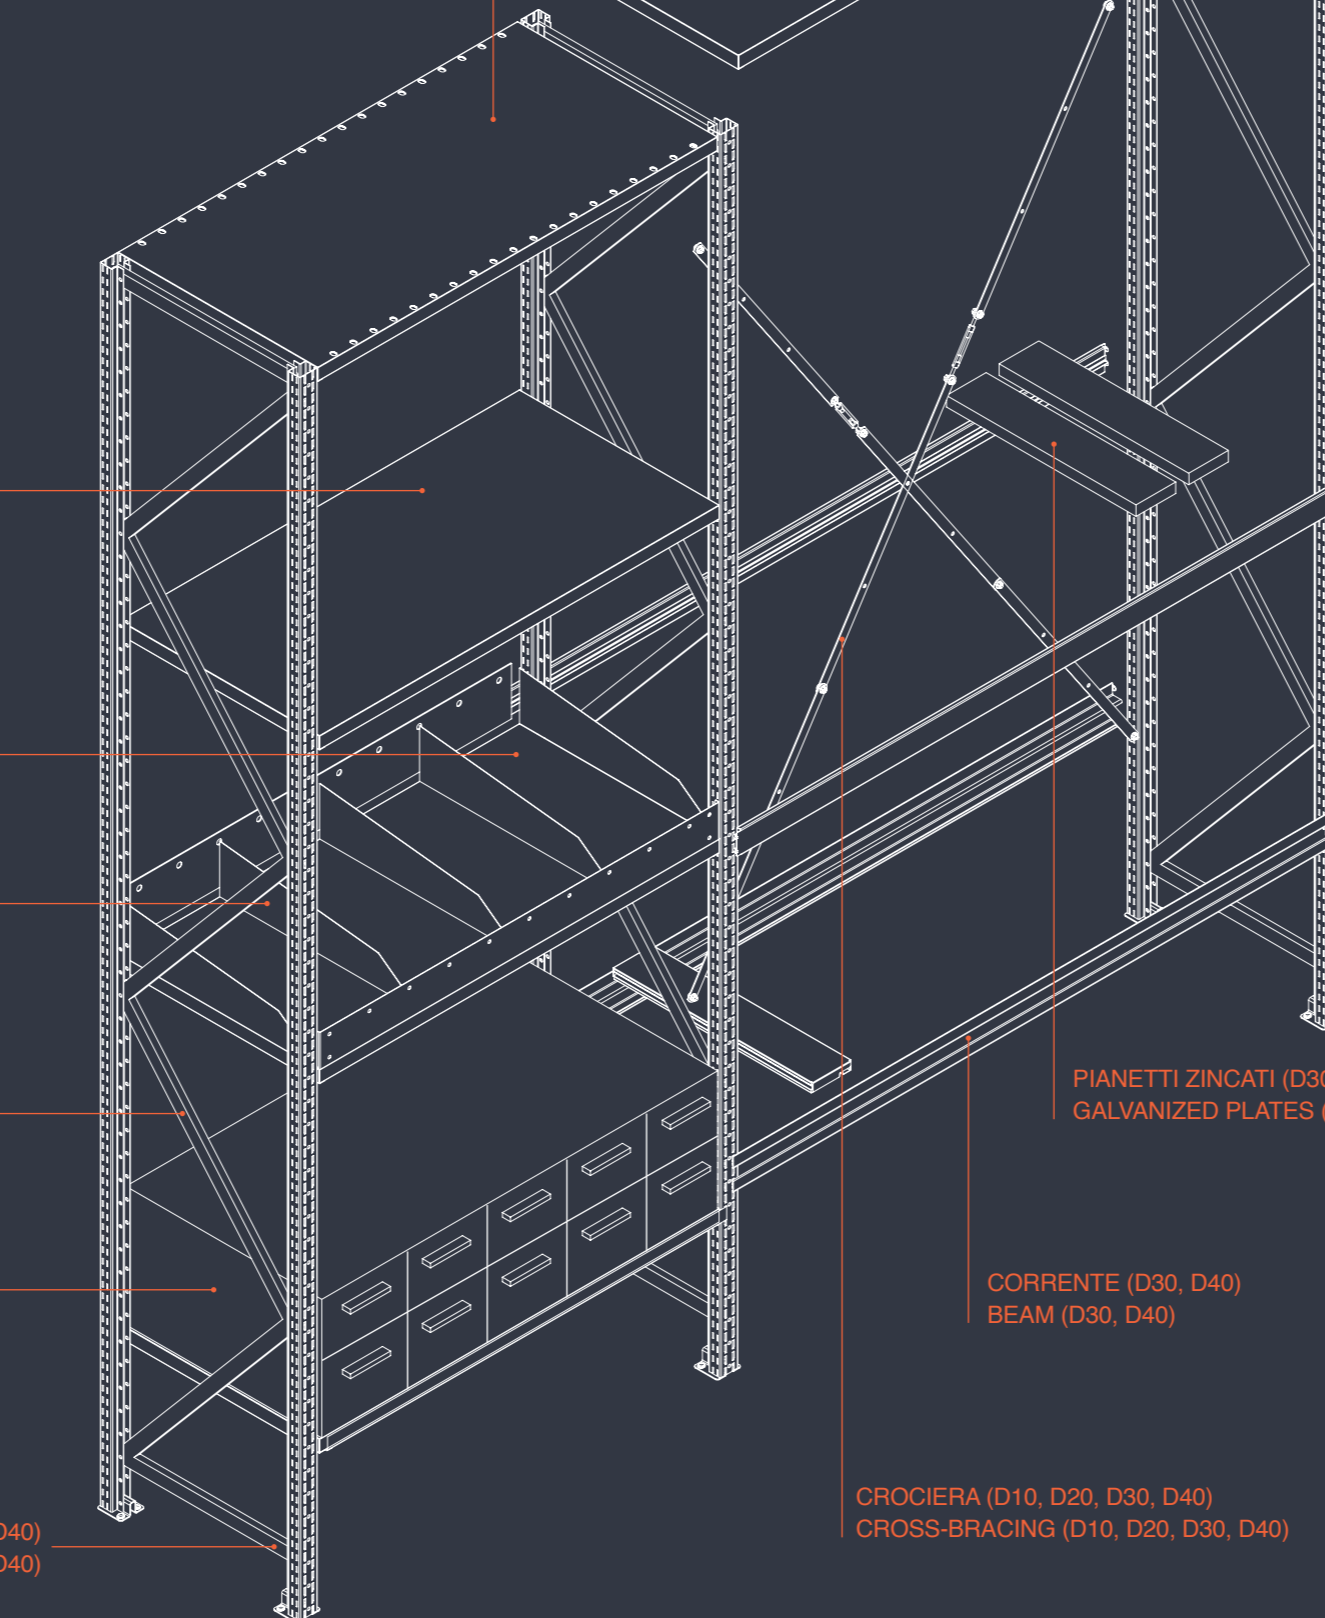 PIANETTI ZINCATI (D30
GALVANIZED PLATES (
CORRENTE (D30, D40)
BEAM (D30, D40)
CROCIERA (D10, D20, D30, D40)
CROSS-BRACING (D10, D20, D30, D40)
D40)
D40)